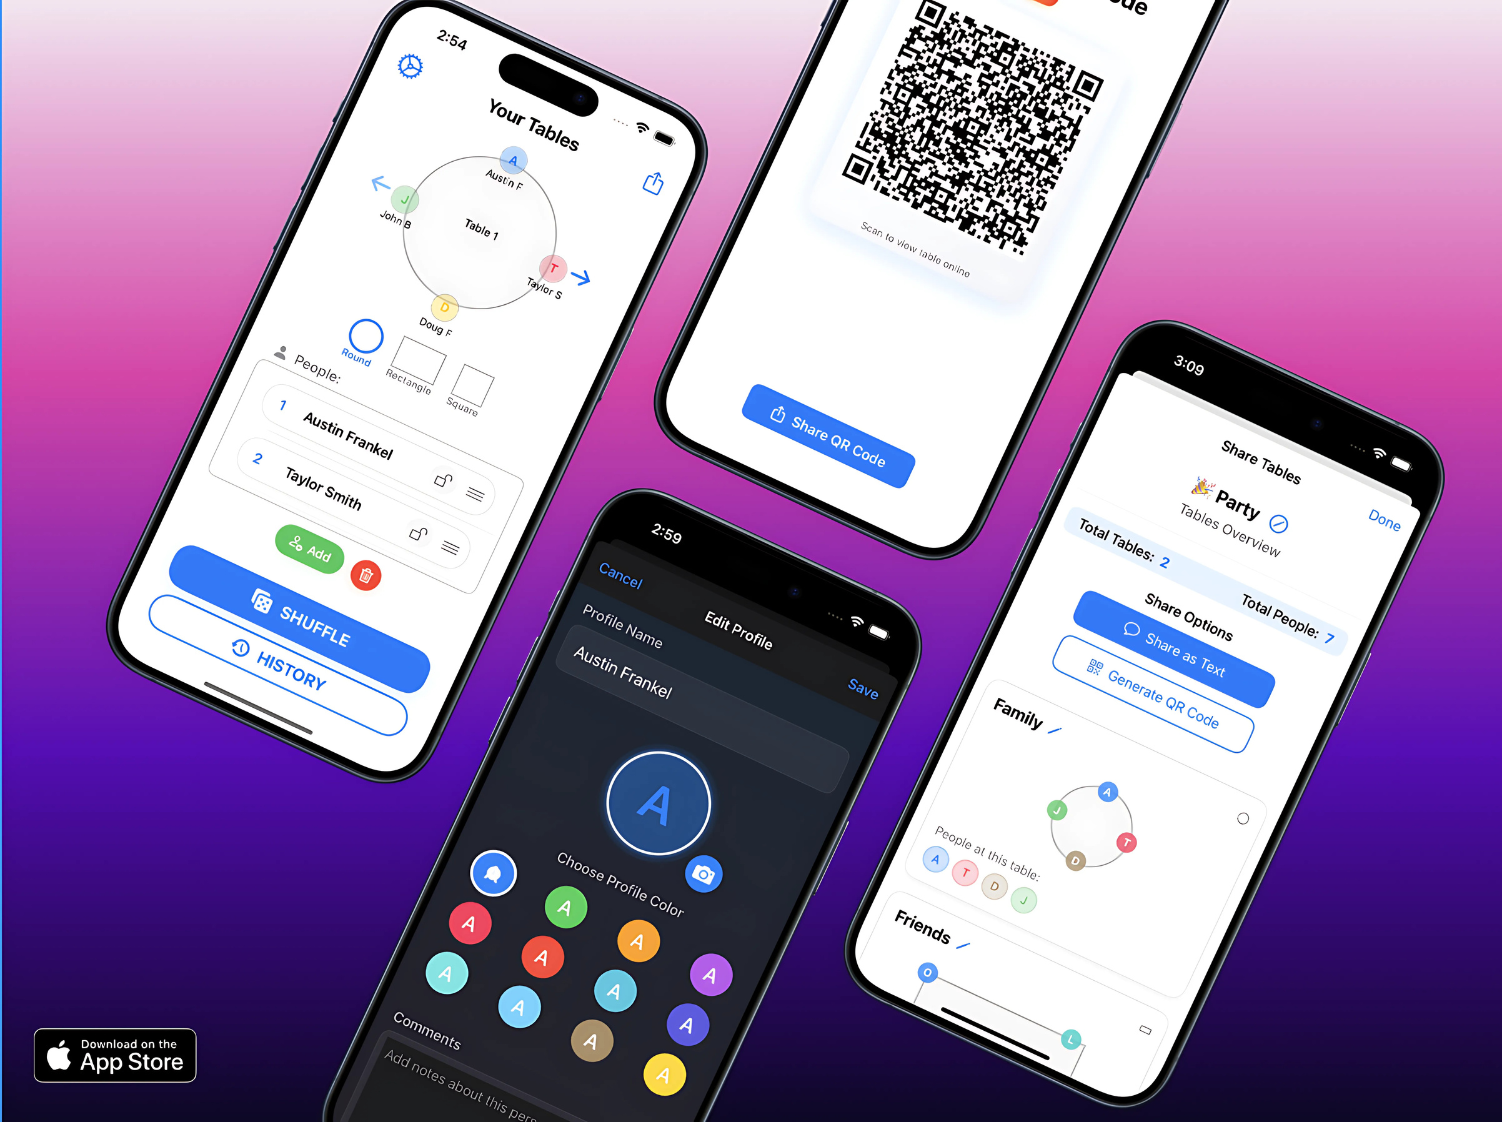 2:54
Your Tables
A
Austin F
J
John B
Table 1
T
Taylor S
D
Doug F
Round
Rectangle
Square
People:
1
Austin Frankel
2
Taylor Smith
Add
SHUFFLE
HISTORY
Scan to view table online
Share QR Code
2:59
Cancel
Edit Profile
Save
Profile Name
Austin Frankel
A
Choose Profile Color
A
A
A
A
A
A
A
A
A
A
A
Comments
Add notes about this
3:09
Share Tables
Done
Party
Tables Overview
Total Tables: 2
Total People: 7
Share Options
Share as Text
Generate QR Code
Family
A
J
T
D
People at this table:
A
T
D
J
Friends
O
L
Download on the
App Store